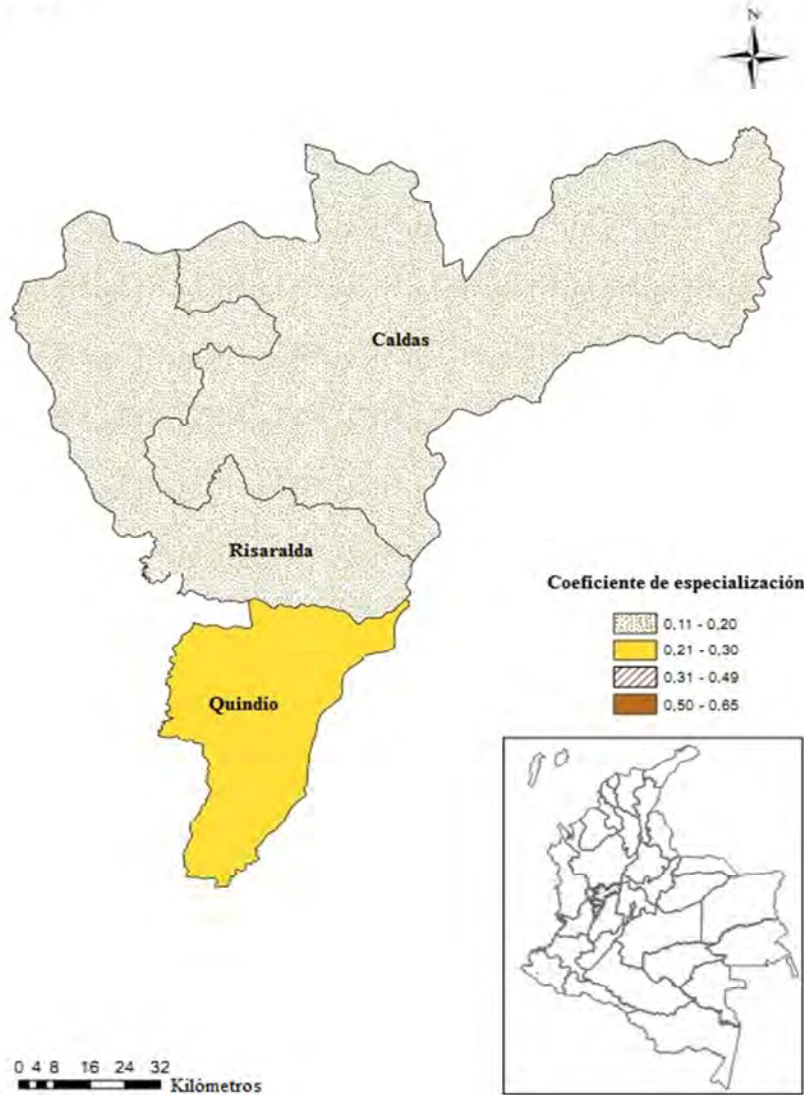 N
Caldas
Risaralda
Coeficiente de especialización
0,11 - 0,20
0,21 - 0,30
0,31 - 0,49
0,50 - 0,65
Quindío
0 4 8 16 24 32
Kilómetros